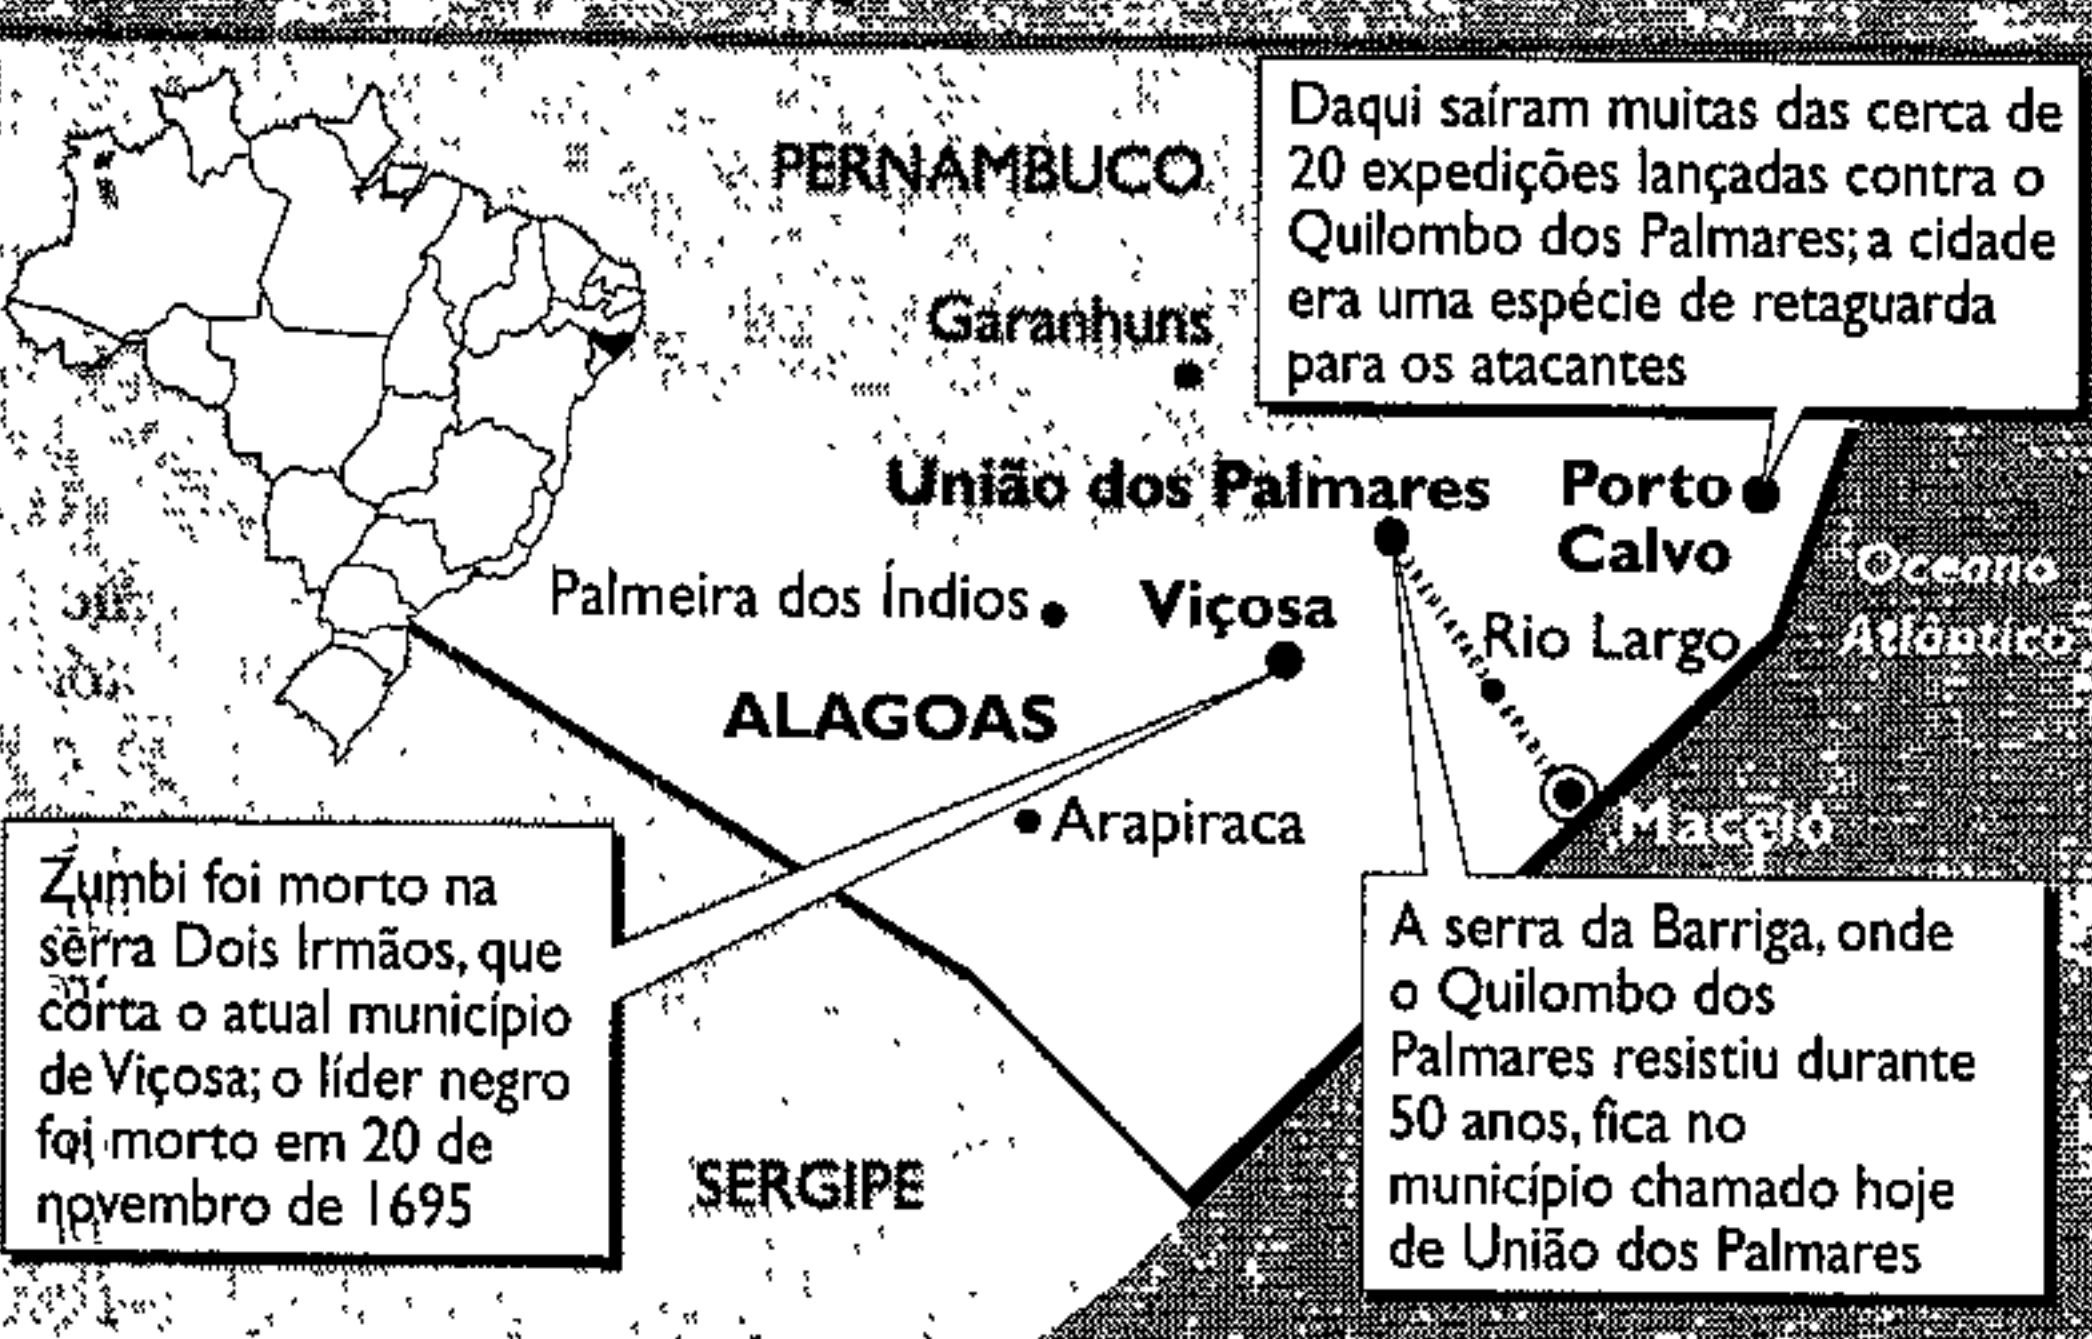 PERNAMBUCO
Daqui saíram muitas das cerca de
20 expedições lançadas contra o
Quilombo dos Palmares; a cidade
era uma espécie de retaguarda
para os atacantes
Garanhuns
União dos Palmares
Porto
Calvo
Oceano
Atlântico
Palmeira dos Índios
Viçosa
Rio Largo
ALAGOAS
Maceió
Arapiraca
Zumbi foi morto na
serra Dois Irmãos, que
corta o atual município
de Viçosa; o líder negro
foi morto em 20 de
novembro de 1695
A serra da Barriga, onde
o Quilombo dos
Palmares resistiu durante
50 anos, fica no
município chamado hoje
de União dos Palmares
SERGIPE